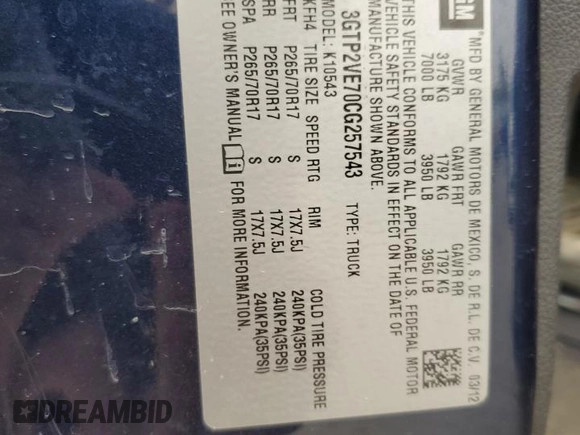 GM
MFD BY GENERAL MOTORS DE MEXICO, S. DE R.L. DE C.V. 03/12
GVWR GAWR FRT GAWR RR
3175 KG 1792 KG 1792 KG
7000 LB 3950 LB 3950 LB
THIS VEHICLE CONFORMS TO ALL APPLICABLE U.S. FEDERAL MOTOR
VEHICLE SAFETY STANDARDS IN EFFECT ON THE DATE OF
MANUFACTURE SHOWN ABOVE.
3GTP2VE70CG257543 TYPE: TRUCK
MODEL: K10543
KFH4 TIRE SIZE SPEED RTG RIM COLD TIRE PRESSURE
FRT P265/70R17 S 17X7.5J 240KPA(35PSI)
RR P265/70R17 S 17X7.5J 240KPA(35PSI)
SPA P265/70R17 S 17X7.5J 240KPA(35PSI)
SEE OWNER'S MANUAL FOR MORE INFORMATION.
DREAMBID